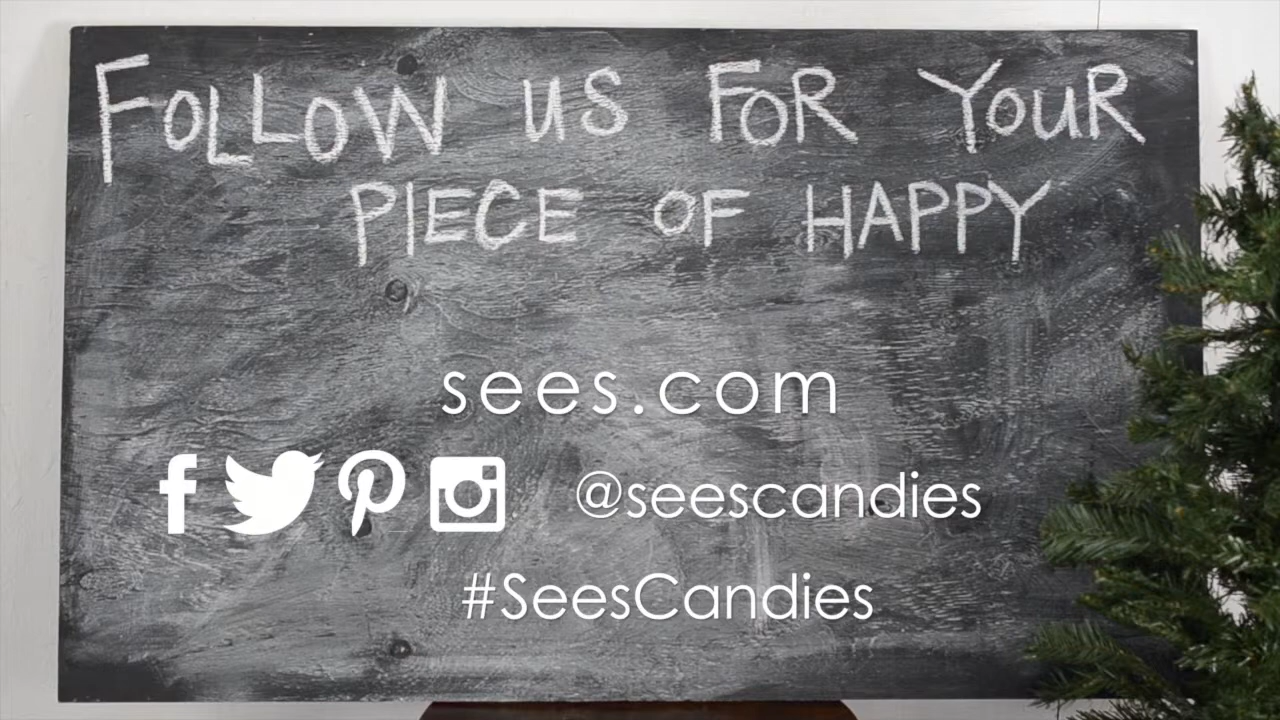 FOLLOW US FOR YOUR
PIECE OF HAPPY
sees.com
@seescandies
#SeesCandies